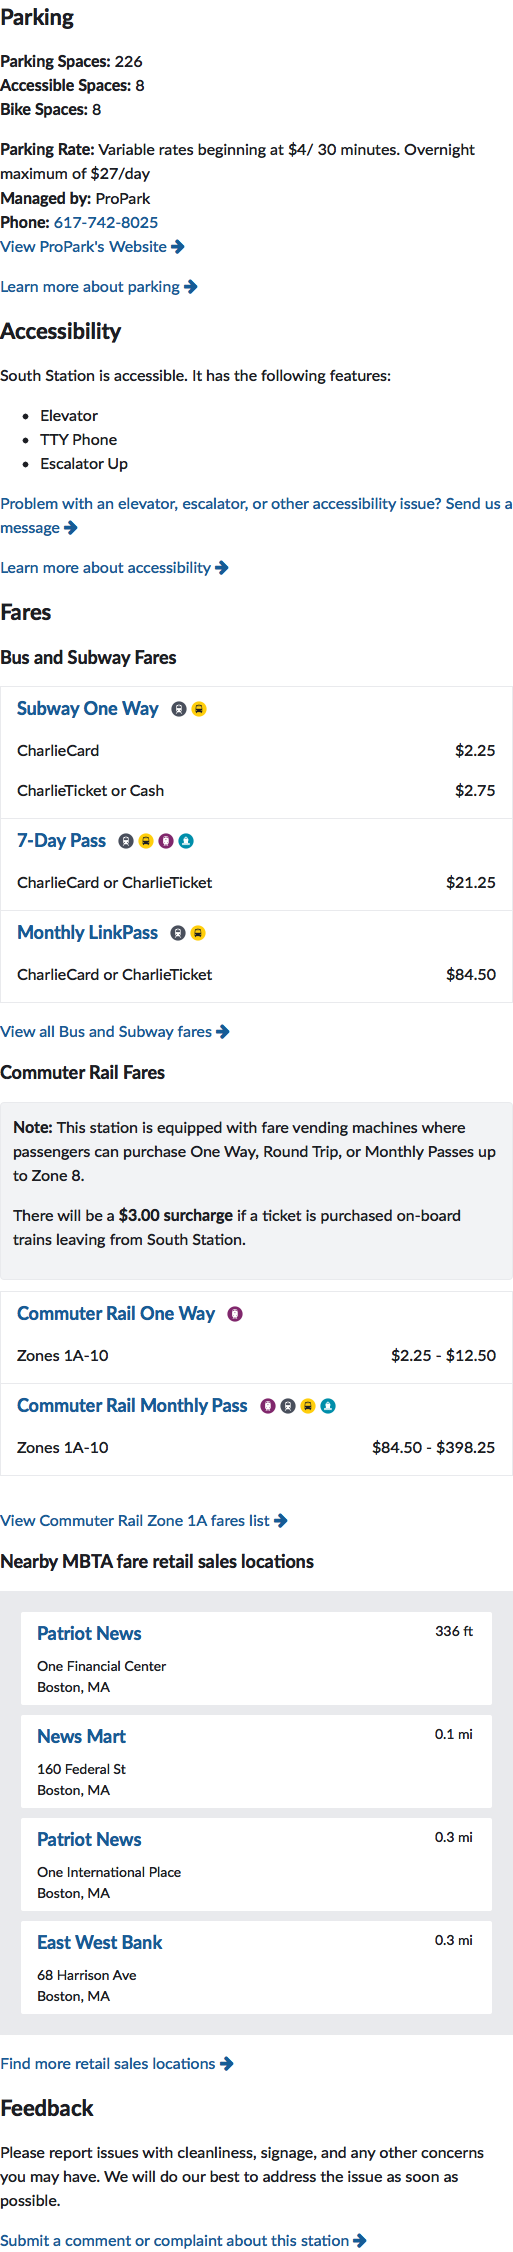 Parking
Parking Spaces: 226
Accessible Spaces: 8
Bike Spaces: 8
Parking Rate: Variable rates beginning at $4/ 30 minutes. Overnight
maximum of $27/day
Managed by: ProPark
Phone: 617-742-8025
View ProPark's Website
Learn more about parking
Accessibility
South Station is accessible. It has the following features:
• Elevator
• TTY Phone
• Escalator Up
Problem with an elevator, escalator, or other accessibility issue? Send us a
message
Learn more about accessibility
Fares
Bus and Subway Fares
Subway One Way
CharlieCard $2.25
CharlieTicket or Cash $2.75
7-Day Pass
CharlieCard or CharlieTicket $21.25
Monthly LinkPass
CharlieCard or CharlieTicket $84.50
View all Bus and Subway fares
Commuter Rail Fares
Note: This station is equipped with fare vending machines where
passengers can purchase One Way, Round Trip, or Monthly Passes up
to Zone 8.
There will be a $3.00 surcharge if a ticket is purchased on-board
trains leaving from South Station.
Commuter Rail One Way
Zones 1A-10 $2.25 - $12.50
Commuter Rail Monthly Pass
Zones 1A-10 $84.50 - $398.25
View Commuter Rail Zone 1A fares list
Nearby MBTA fare retail sales locations
Patriot News 336 ft
One Financial Center
Boston, MA
News Mart 0.1 mi
160 Federal St
Boston, MA
Patriot News 0.3 mi
One International Place
Boston, MA
East West Bank 0.3 mi
68 Harrison Ave
Boston, MA
Find more retail sales locations
Feedback
Please report issues with cleanliness, signage, and any other concerns
you may have. We will do our best to address the issue as soon as
possible.
Submit a comment or complaint about this station